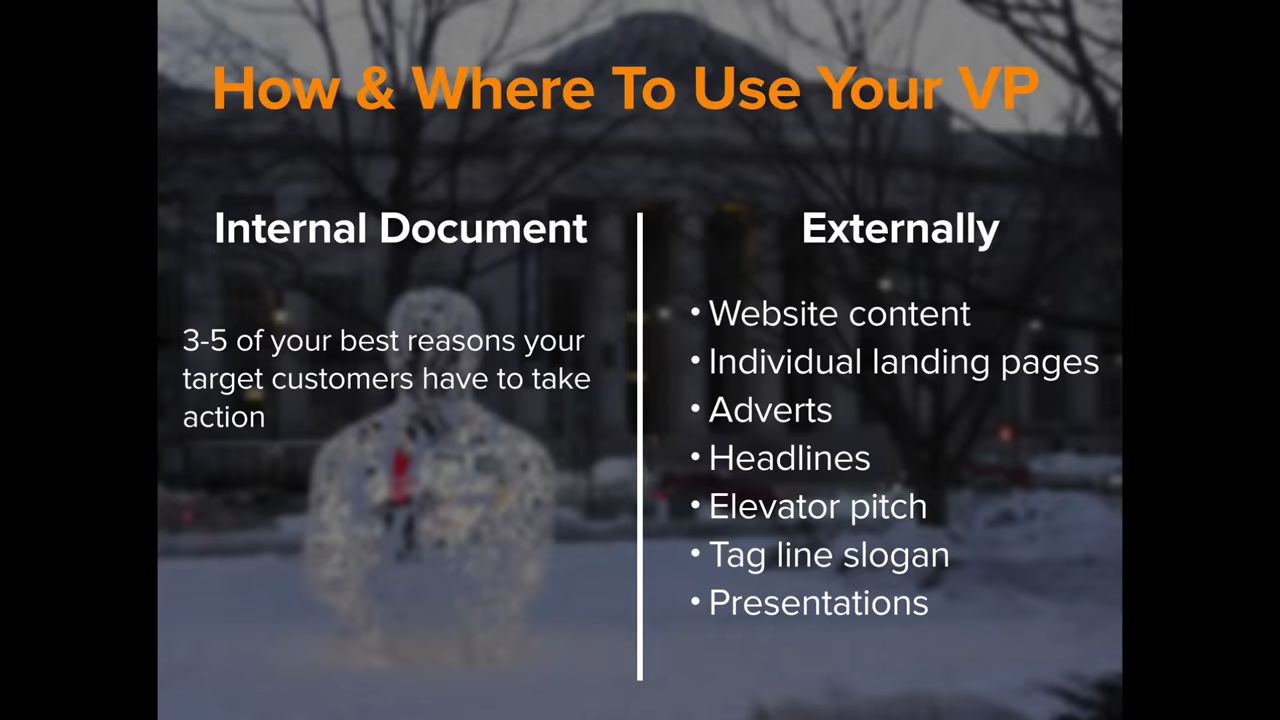 How & Where To Use Your VP
Internal Document
3-5 of your best reasons your
target customers have to take
action
Externally
• Website content
• Individual landing pages
• Adverts
• Headlines
• Elevator pitch
• Tag line slogan
• Presentations